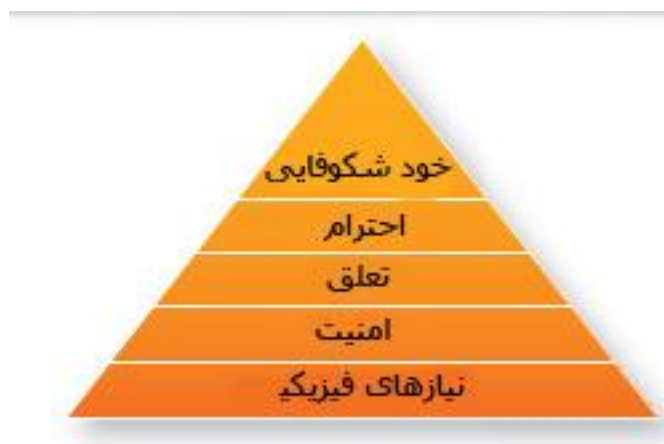 خود شکوفایی
احترام
تعلق
امنیت
نیازهای فیزیکی